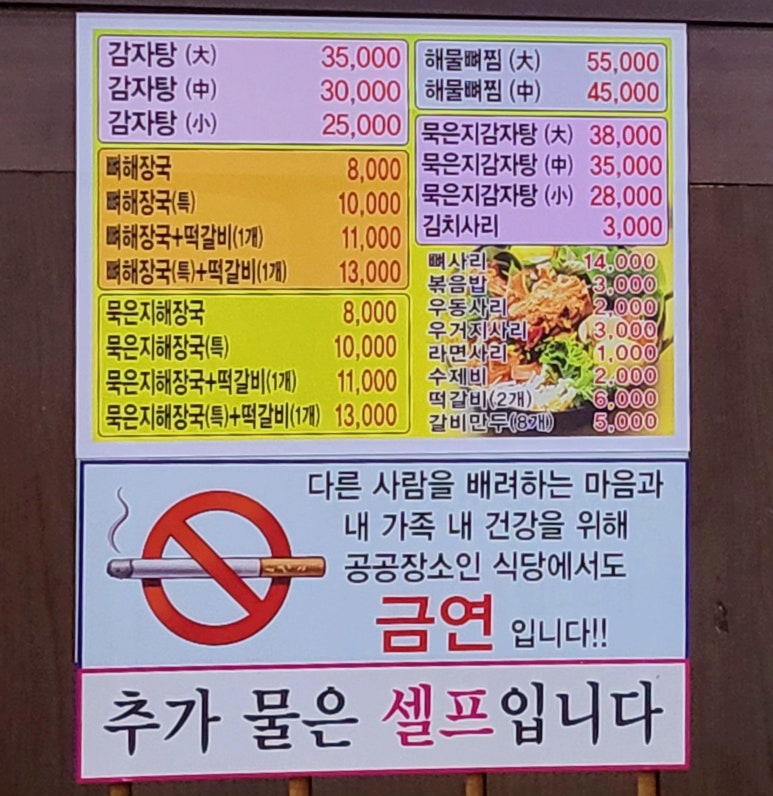 감자탕 (大) 35,000
감자탕 (中) 30,000
감자탕 (小) 25,000
뼈해장국 8,000
뼈해장국(특) 10,000
뼈해장국+떡갈비(1개) 11,000
뼈해장국(특)+떡갈비(1개) 13,000
묵은지해장국 8,000
묵은지해장국(특) 10,000
묵은지해장국+떡갈비(1개) 11,000
묵은지해장국(특)+떡갈비(1개) 13,000
해물뼈찜 (大) 55,000
해물뼈찜 (中) 45,000
묵은지감자탕 (大) 38,000
묵은지감자탕 (中) 35,000
묵은지감자탕 (小) 28,000
김치사리 3,000
뼈사리 14,000
볶음밥 3,000
우동사리 2,000
우거지사리 3,000
라면사리 1,000
수제비 2,000
떡갈비(2개) 6,000
갈비만두(8개) 5,000
다른 사람을 배려하는 마음과
내 가족 내 건강을 위해
공공장소인 식당에서도
금연 입니다!!
추가 물은 셀프입니다